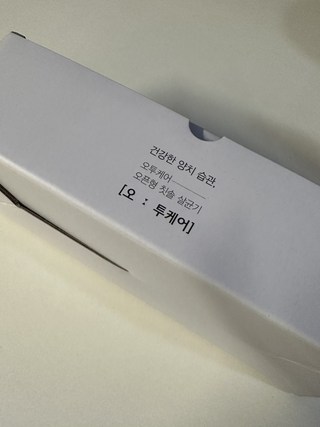 건강한 양치 습관,
오투케어
오픈형 칫솔 살균기
[오 : 투케어]